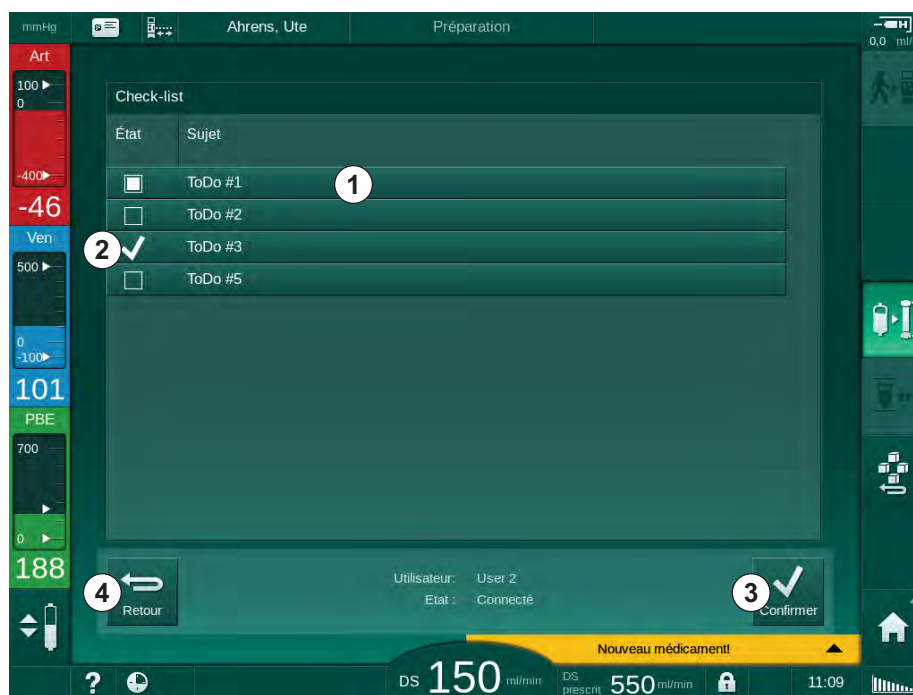 mmHg Ahrens, Ute Préparation
0,0 ml/
Art
100
0
-400
-46
Ven
500
0
-100
101
PBE
700
0
188
Check-list
État Sujet
ToDo #1 1
ToDo #2
2 ToDo #3
ToDo #5
4 Retour
Utilisateur: User 2
Etat : Connecté
3 Confirmer
Nouveau médicament!
? DS 150 ml/min DS prescrit 550 ml/min 11:09